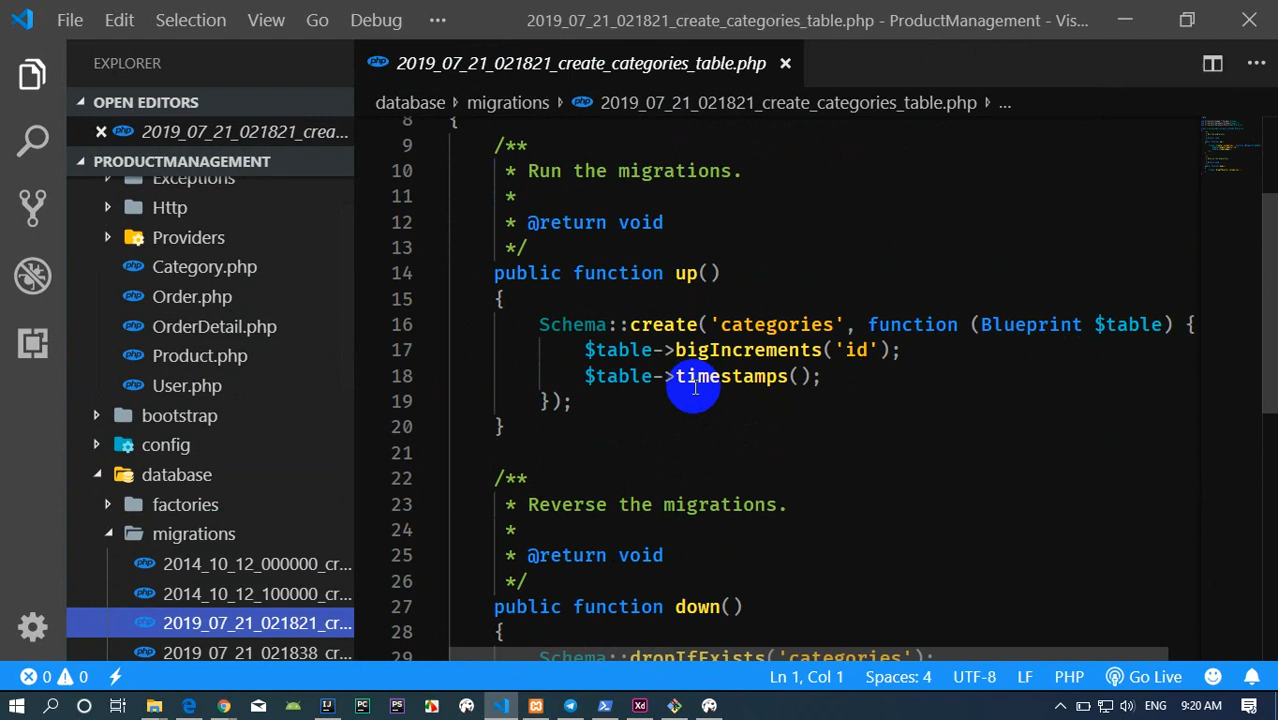 File Edit Selection View Go Debug ··· 2019_07_21_021821_create_categories_table.php - ProductManagement - Vis...
EXPLORER
OPEN EDITORS
2019_07_21_021821_crea...
PRODUCTMANAGEMENT
Exceptions
Http
Providers
Category.php
Order.php
OrderDetail.php
Product.php
User.php
bootstrap
config
database
factories
migrations
2014_10_12_000000_cr...
2014_10_12_100000_cr...
2019_07_21_021821_cr...
2019_07_21_021838_cr...
2019_07_21_021821_create_categories_table.php
database › migrations › 2019_07_21_021821_create_categories_table.php › ...
8 {
9 /**
10 * Run the migrations.
11 *
12 * @return void
13 */
14 public function up()
15 {
16 Schema::create('categories', function (Blueprint $table) {
17 $table->bigIncrements('id');
18 $table->timestamps();
19 });
20 }
21
22 /**
23 * Reverse the migrations.
24 *
25 * @return void
26 */
27 public function down()
28 {
29 Schema::dropIfExists('categories');
0 0 Ln 1, Col 1 Spaces: 4 UTF-8 LF PHP Go Live
ENG 9:20 AM